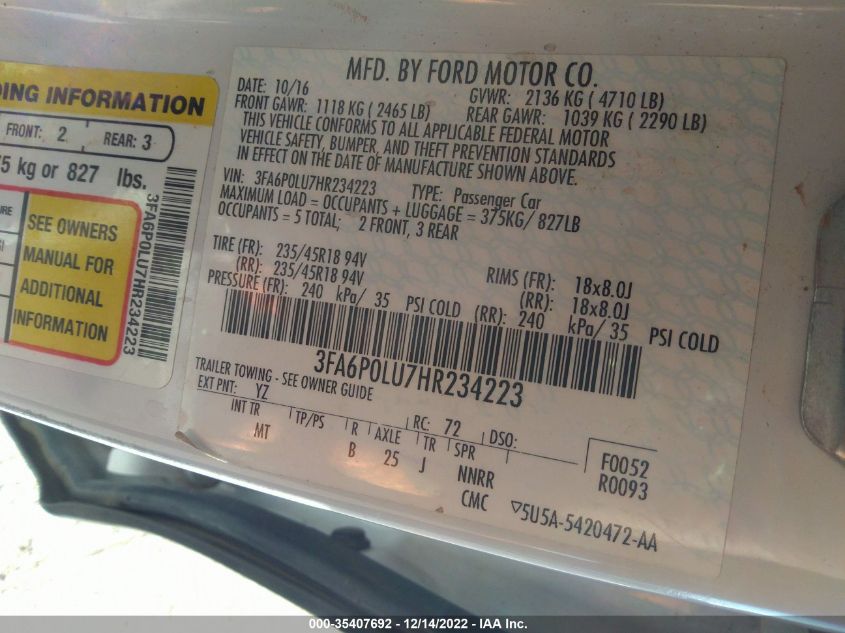 DING INFORMATION
FRONT: 2 REAR: 3
5 kg or 827 lbs.
SEE OWNERS
MANUAL FOR
ADDITIONAL
INFORMATION
3FA6P0LU7HR234223
MFD. BY FORD MOTOR CO.
DATE: 10/16 GVWR: 2136 KG ( 4710 LB)
FRONT GAWR: 1118 KG ( 2465 LB) REAR GAWR: 1039 KG ( 2290 LB)
THIS VEHICLE CONFORMS TO ALL APPLICABLE FEDERAL MOTOR
VEHICLE SAFETY, BUMPER, AND THEFT PREVENTION STANDARDS
IN EFFECT ON THE DATE OF MANUFACTURE SHOWN ABOVE.
VIN: 3FA6P0LU7HR234223 TYPE: Passenger Car
MAXIMUM LOAD = OCCUPANTS + LUGGAGE = 375KG/ 827LB
OCCUPANTS = 5 TOTAL; 2 FRONT, 3 REAR
TIRE (FR): 235/45R18 94V RIMS (FR): 18x8.0J
(RR): 235/45R18 94V (RR): 18x8.0J
PRESSURE (FR): 240 kPa/ 35 PSI COLD (RR): 240 kPa/ 35 PSI COLD
3FA6P0LU7HR234223
TRAILER TOWING - SEE OWNER GUIDE
EXT PNT: YZ RC: 72 DSO:
INT TR TP/PS R AXLE TR SPR
MT B 25 J NNRR
CMC
F0052
R0093
▽5U5A-5420472-AA
000-35407692 - 12/14/2022 - IAA Inc.